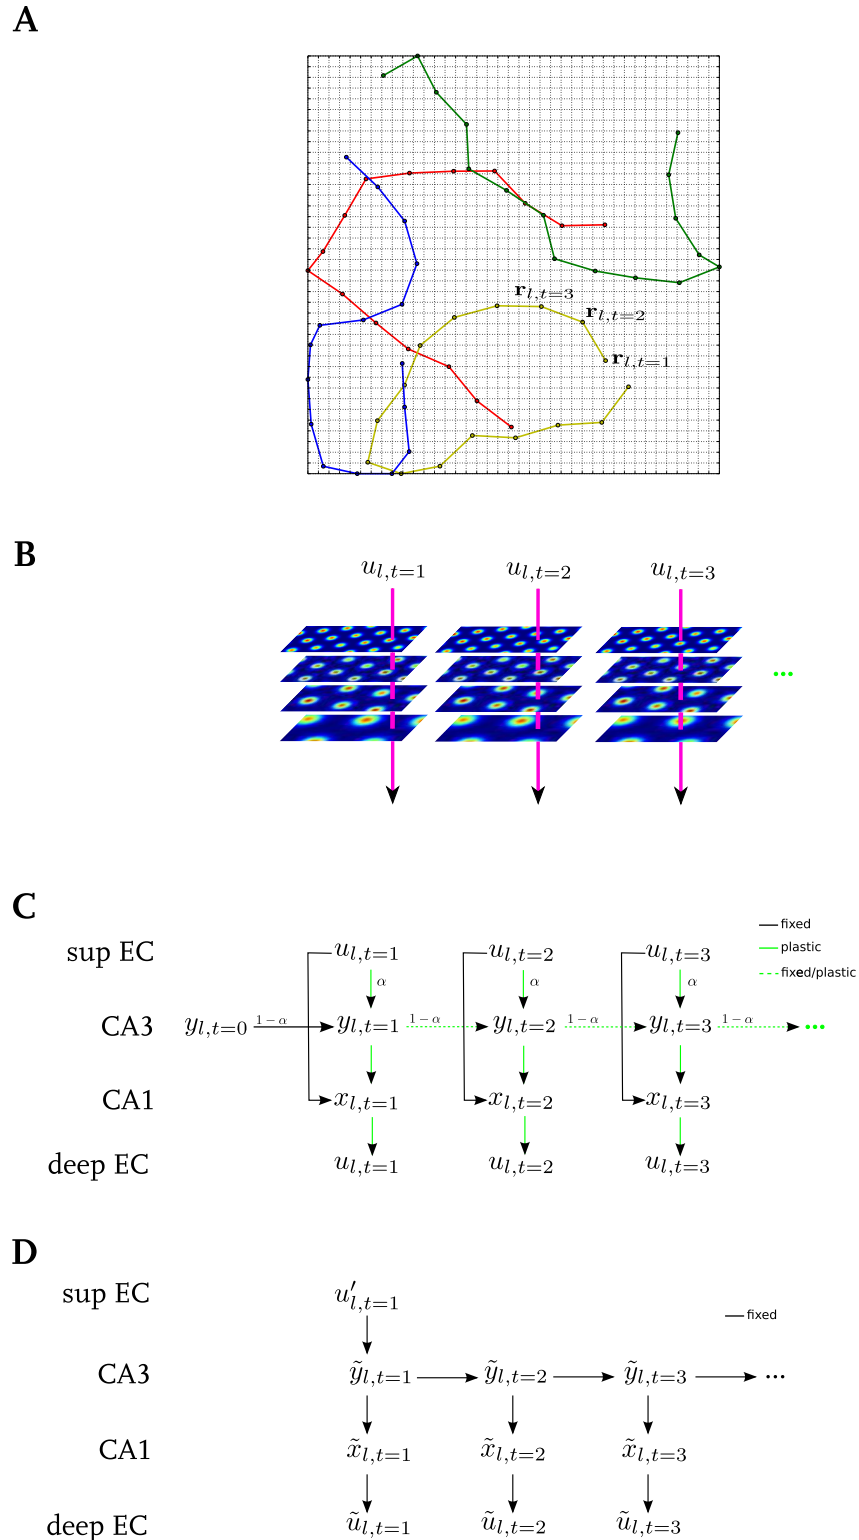 A
r_{l,t=3}
r_{l,t=2}
r_{l,t=1}
B
u_{l,t=1} u_{l,t=2} u_{l,t=3}
...
C
fixed
plastic
fixed/plastic
sup EC u_{l,t=1} u_{l,t=2} u_{l,t=3}
α α α
CA3 y_{l,t=0} 1-α y_{l,t=1} 1-α y_{l,t=2} 1-α y_{l,t=3} 1-α ...
CA1 x_{l,t=1} x_{l,t=2} x_{l,t=3}
deep EC u_{l,t=1} u_{l,t=2} u_{l,t=3}
D
sup EC u'_{l,t=1}
fixed
CA3 ỹ_{l,t=1} ỹ_{l,t=2} ỹ_{l,t=3} ...
CA1 x̃_{l,t=1} x̃_{l,t=2} x̃_{l,t=3}
deep EC ũ_{l,t=1} ũ_{l,t=2} ũ_{l,t=3}